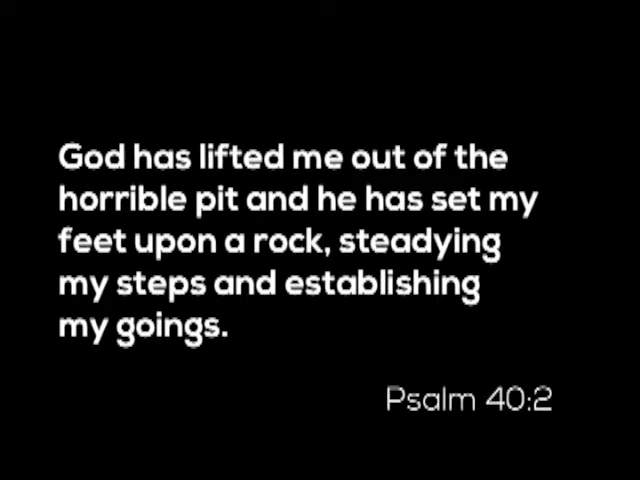 God has lifted me out of the
horrible pit and he has set my
feet upon a rock, steadying
my steps and establishing
my goings.
Psalm 40:2